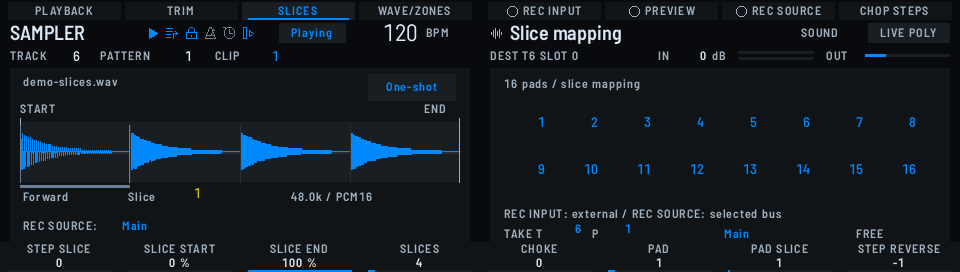 PLAYBACK TRIM SLICES WAVE/ZONES REC INPUT PREVIEW REC SOURCE CHOP STEPS
SAMPLER Playing 120 BPM Slice mapping SOUND LIVE POLY
TRACK 6 PATTERN 1 CLIP 1 DEST T6 SLOT 0 IN 0 dB OUT
demo-slices.wav One-shot 16 pads / slice mapping
START END
1 2 3 4 5 6 7 8
9 10 11 12 13 14 15 16
Forward Slice 1 48.0k / PCM16
REC INPUT: external / REC SOURCE: selected bus
REC SOURCE: Main TAKE T 6 P 1 Main FREE
STEP SLICE SLICE START SLICE END SLICES CHOKE PAD PAD SLICE STEP REVERSE
0 0 % 100 % 4 0 1 1 -1